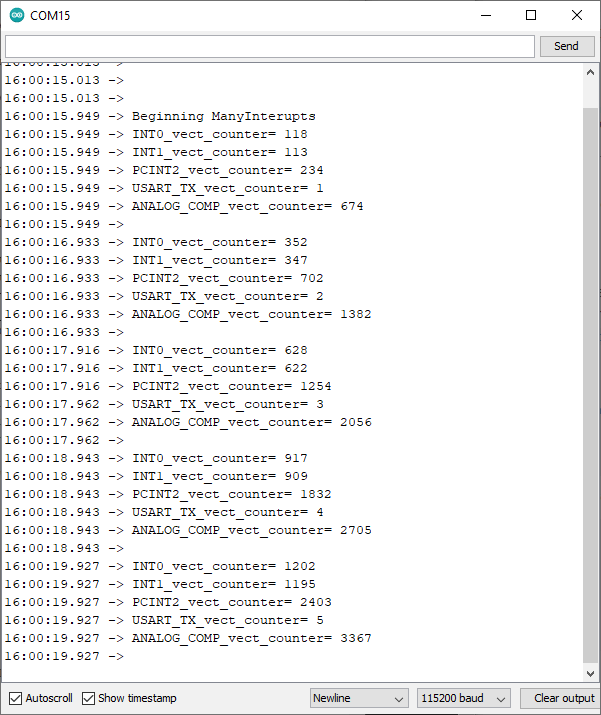 COM15
Send
16:00:15.013 ->
16:00:15.013 ->
16:00:15.013 ->
16:00:15.949 -> Beginning ManyInterupts
16:00:15.949 -> INT0_vect_counter= 118
16:00:15.949 -> INT1_vect_counter= 113
16:00:15.949 -> PCINT2_vect_counter= 234
16:00:15.949 -> USART_TX_vect_counter= 1
16:00:15.949 -> ANALOG_COMP_vect_counter= 674
16:00:15.949 ->
16:00:16.933 -> INT0_vect_counter= 352
16:00:16.933 -> INT1_vect_counter= 347
16:00:16.933 -> PCINT2_vect_counter= 702
16:00:16.933 -> USART_TX_vect_counter= 2
16:00:16.933 -> ANALOG_COMP_vect_counter= 1382
16:00:16.933 ->
16:00:17.916 -> INT0_vect_counter= 628
16:00:17.916 -> INT1_vect_counter= 622
16:00:17.916 -> PCINT2_vect_counter= 1254
16:00:17.962 -> USART_TX_vect_counter= 3
16:00:17.962 -> ANALOG_COMP_vect_counter= 2056
16:00:17.962 ->
16:00:18.943 -> INT0_vect_counter= 917
16:00:18.943 -> INT1_vect_counter= 909
16:00:18.943 -> PCINT2_vect_counter= 1832
16:00:18.943 -> USART_TX_vect_counter= 4
16:00:18.943 -> ANALOG_COMP_vect_counter= 2705
16:00:18.943 ->
16:00:19.927 -> INT0_vect_counter= 1202
16:00:19.927 -> INT1_vect_counter= 1195
16:00:19.927 -> PCINT2_vect_counter= 2403
16:00:19.927 -> USART_TX_vect_counter= 5
16:00:19.927 -> ANALOG_COMP_vect_counter= 3367
16:00:19.927 ->
Autoscroll Show timestamp Newline 115200 baud Clear output